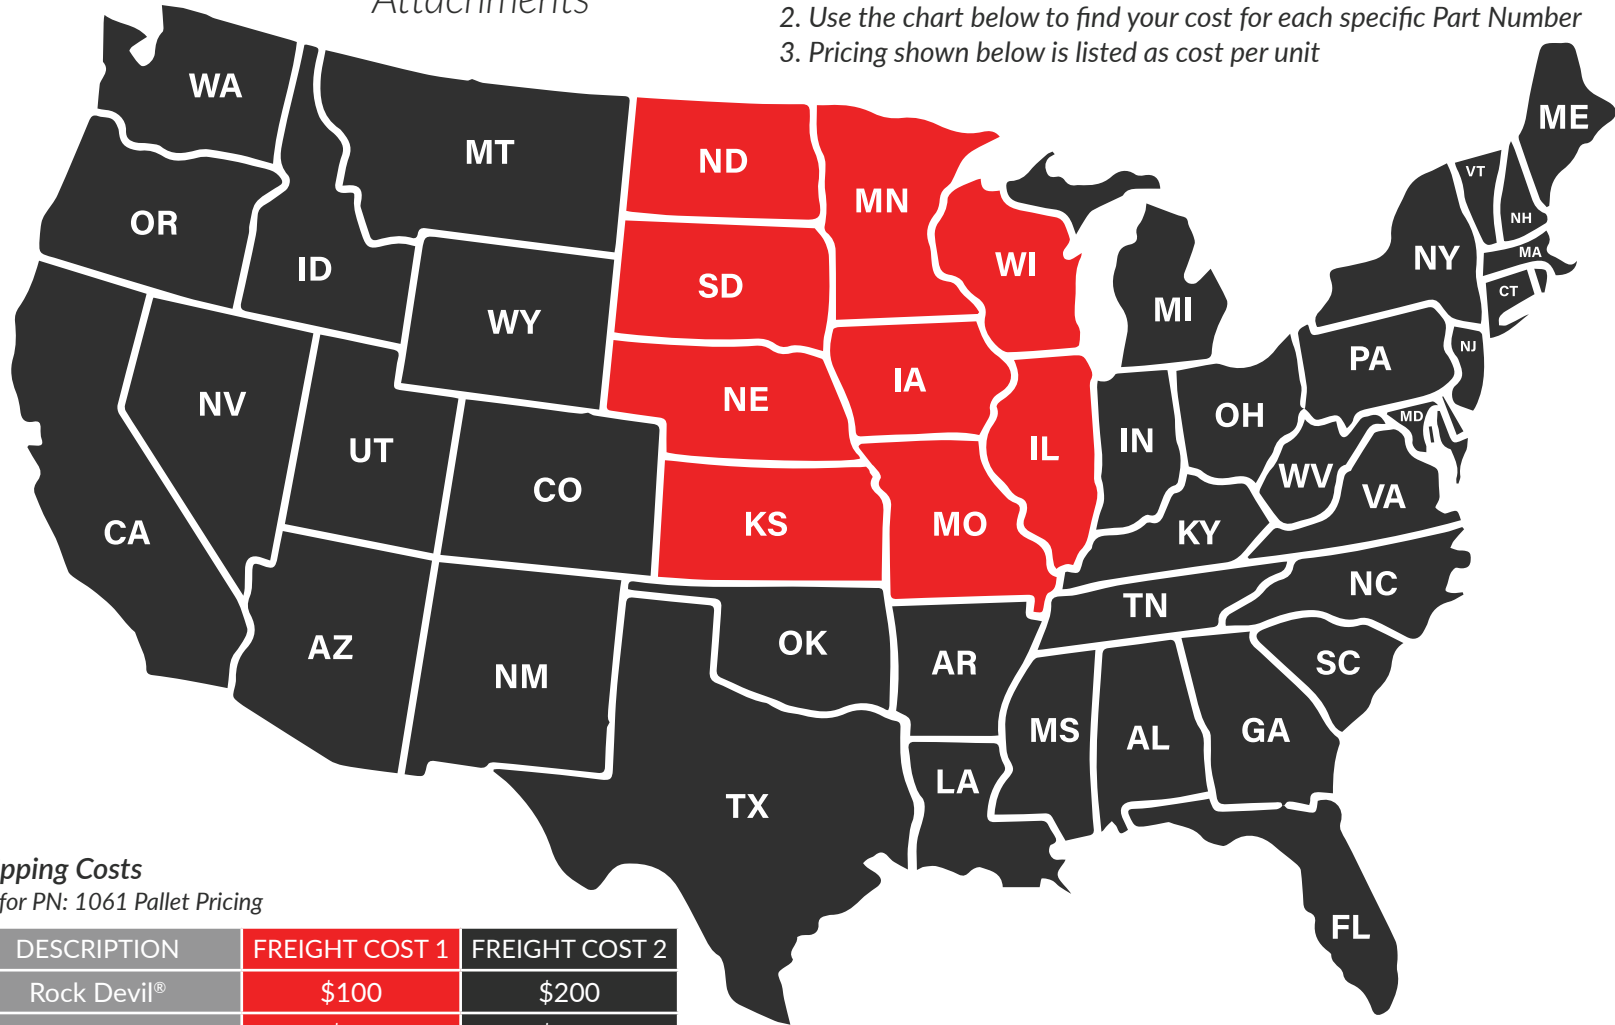 Attachments
2. Use the chart below to find your cost for each specific Part Number
3. Pricing shown below is listed as cost per unit
WA
MT
ND
MN
ME
VT
NH
OR
ID
SD
WI
NY
MA
CT
WY
MI
NV
NE
IA
PA
NJ
UT
CO
IL
IN
OH
MD
CA
KS
MO
WV
VA
KY
AZ
NM
OK
AR
TN
NC
SC
MS
AL
GA
TX
LA
FL
pping Costs
for PN: 1061 Pallet Pricing
DESCRIPTION FREIGHT COST 1 FREIGHT COST 2
Rock Devil® $100 $200